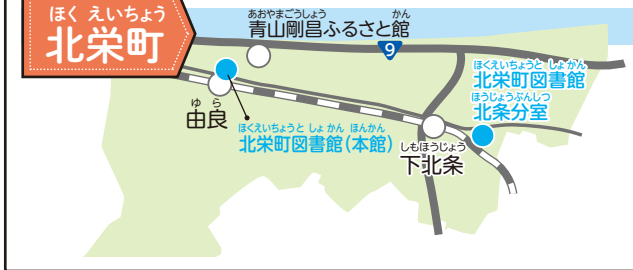 ほく えいちょう
北栄町
あおやまごうしょう かん
青山剛昌ふるさと館
9
ほくえいちょうと しょかん
北栄町図書館
ほうじょうぶんしつ
北条分室
ゆ ら
由良
ほくえいちょうと しょ かん ほんかん
北栄町図書館(本館)
しもほうじょう
下北条